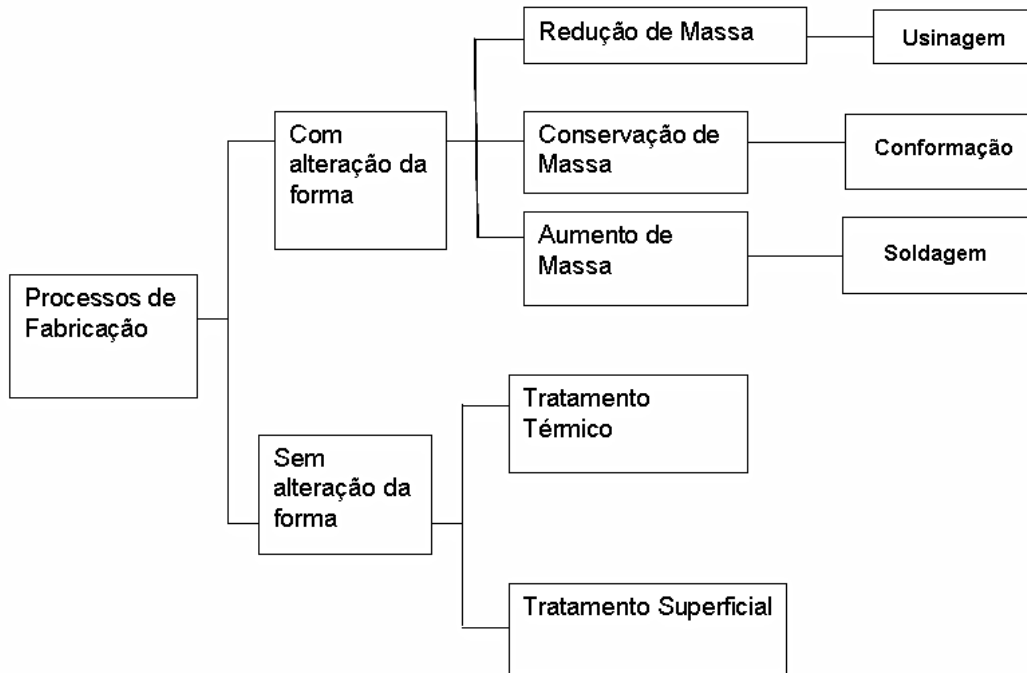 Redução de Massa
Usinagem
Com
alteração da
forma
Conservação de
Massa
Conformação
Aumento de
Massa
Soldagem
Processos de
Fabricação
Tratamento
Térmico
Sem
alteração da
forma
Tratamento Superficial